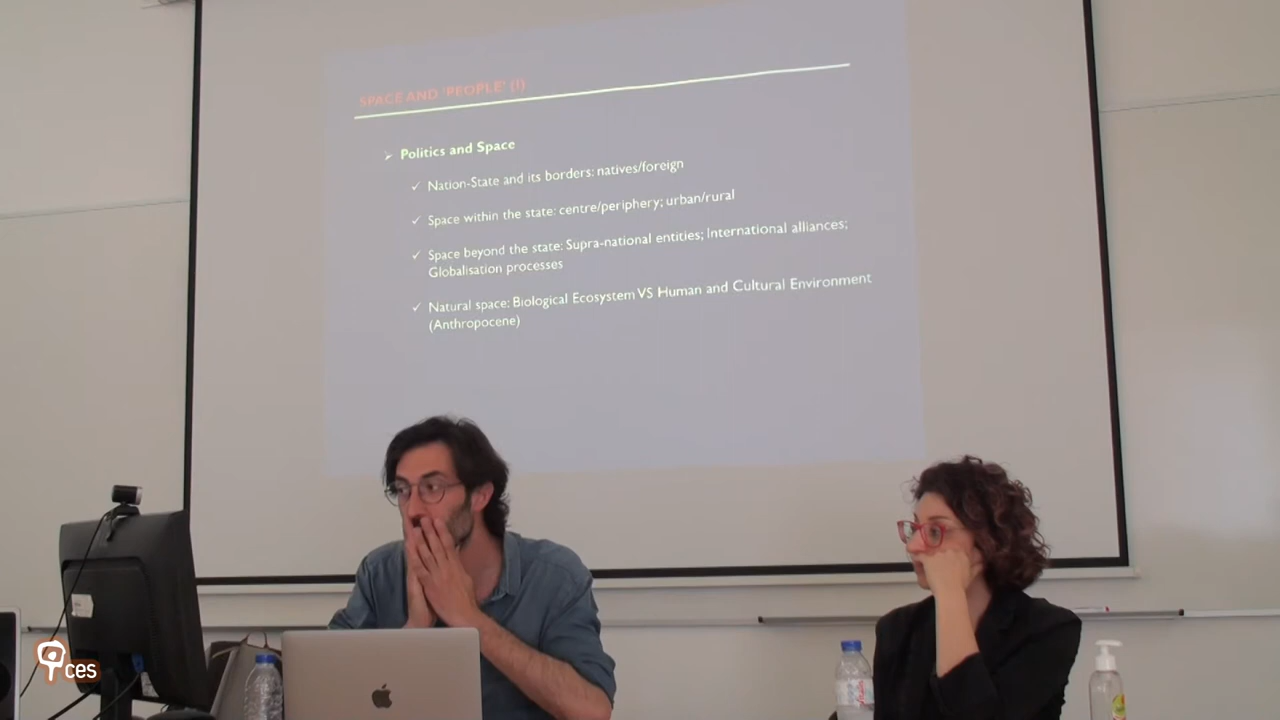 SPACE AND 'PEOPLE' (I)
Politics and Space
Nation-State and its borders: natives/foreign
Space within the state: centre/periphery; urban/rural
Space beyond the state: Supra-national entities; International alliances;
Globalisation processes
Natural space: Biological Ecosystem VS Human and Cultural Environment
(Anthropocene)
ces